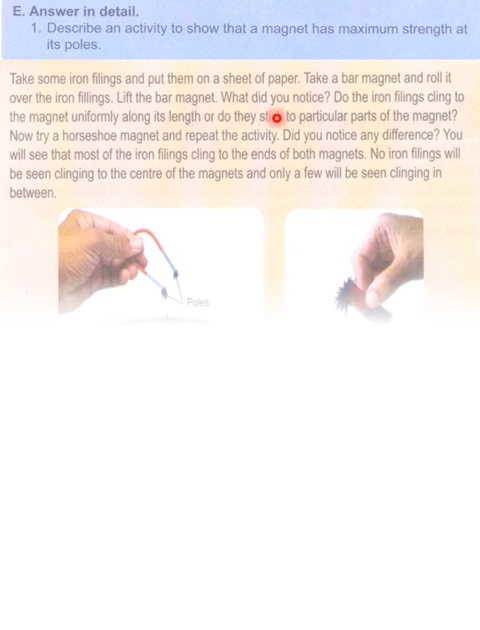 E. Answer in detail.
1. Describe an activity to show that a magnet has maximum strength at
its poles.
Take some iron filings and put them on a sheet of paper. Take a bar magnet and roll it
over the iron fillings. Lift the bar magnet. What did you notice? Do the iron filings cling to
the magnet uniformly along its length or do they to particular parts of the magnet?
Now try a horseshoe magnet and repeat the activity. Did you notice any difference? You
will see that most of the iron filings cling to the ends of both magnets. No iron filings will
be seen clinging to the centre of the magnets and only a few will be seen clinging in
between.
Poles